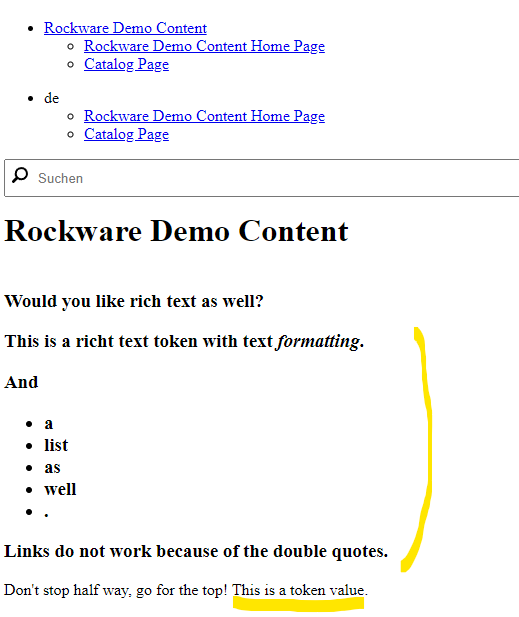 Rockware Demo Content
Rockware Demo Content Home Page
Catalog Page
de
Rockware Demo Content Home Page
Catalog Page
Suchen
Rockware Demo Content
Would you like rich text as well?
This is a richt text token with text formatting.
And
a
list
as
well
.
Links do not work because of the double quotes.
Don't stop half way, go for the top! This is a token value.